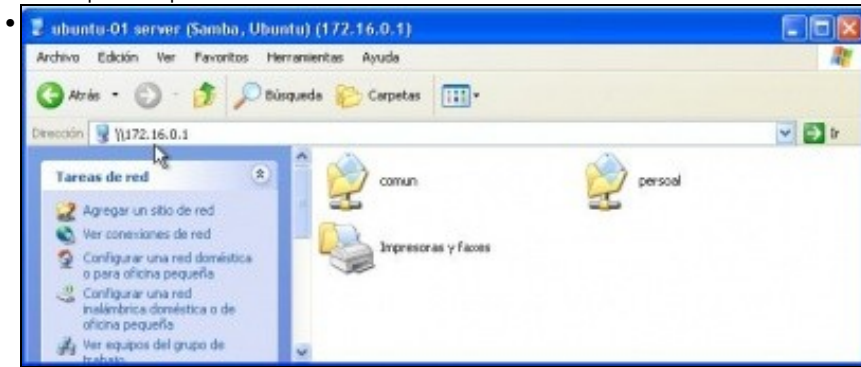 ubuntu-01 server (Samba, Ubuntu) (172.16.0.1)
Archivo Edición Ver Favoritos Herramientas Ayuda
Atrás Búsqueda Carpetas
Dirección \\172.16.0.1 Ir
Tareas de red
Agregar un sitio de red
Ver conexiones de red
Configurar una red doméstica
o para oficina pequeña
Configurar una red
inalámbrica doméstica o de
oficina pequeña
Ver equipos del grupo de
trabajo
comun
persoal
Impresoras y faxes